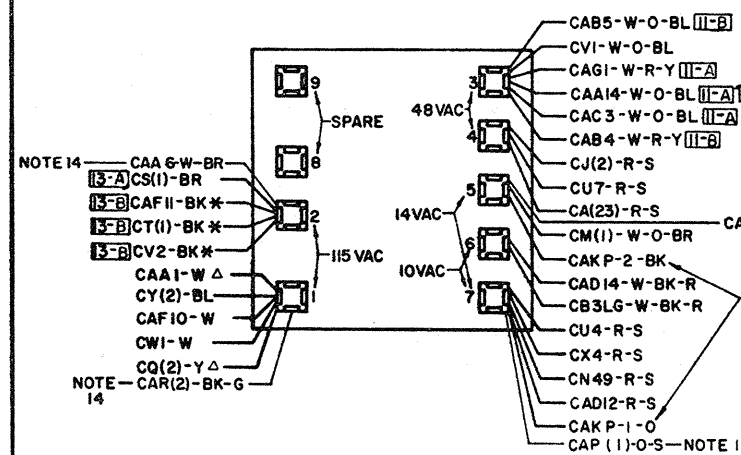 CAB5-W-O-BL 11-B
CV1-W-O-BL
CAG1-W-R-Y 11-A
CAA14-W-O-BL 11-A
CAC3-W-O-BL 11-A
CAB4-W-R-Y 11-B
CJ(2)-R-S
CU7-R-S
CA(23)-R-S
CA
CM(1)-W-O-BR
CAKP-2-BK
CAD14-W-BK-R
CB3LG-W-BK-R
CU4-R-S
CX4-R-S
CN49-R-S
CAD12-R-S
CAKP-1-O
CAP(1)-O-S—NOTE 1
9
SPARE
8
3
48VAC
4
5
14VAC
6
10VAC
7
2
115 VAC
1
NOTE 14 CAA6-W-BR
13-A CS(1)-BR
13-B CAF11-BK*
13-B CT(1)-BK*
13-B CV2-BK*
CAA1-W △
CY(2)-BL
CAF10-W
CW1-W
CQ(2)-Y △
NOTE 14 CAR(2)-BK-G